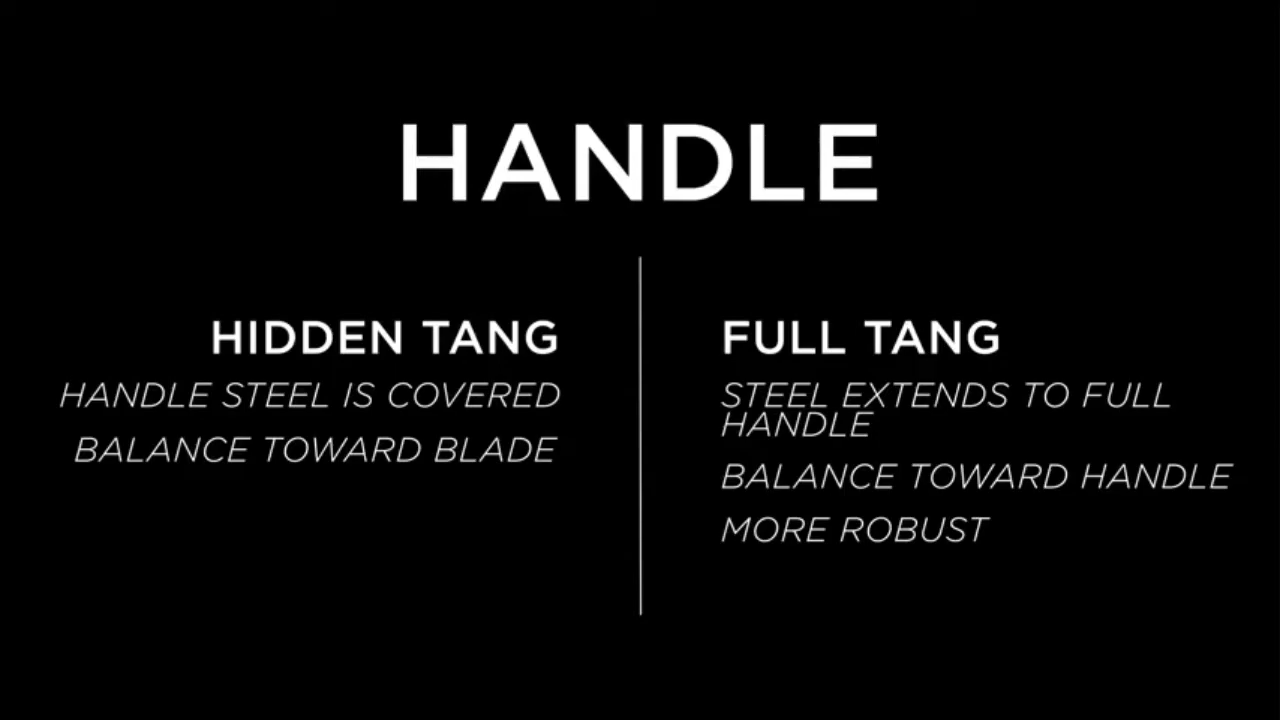 HANDLE
HIDDEN TANG
HANDLE STEEL IS COVERED
BALANCE TOWARD BLADE
FULL TANG
STEEL EXTENDS TO FULL
HANDLE
BALANCE TOWARD HANDLE
MORE ROBUST